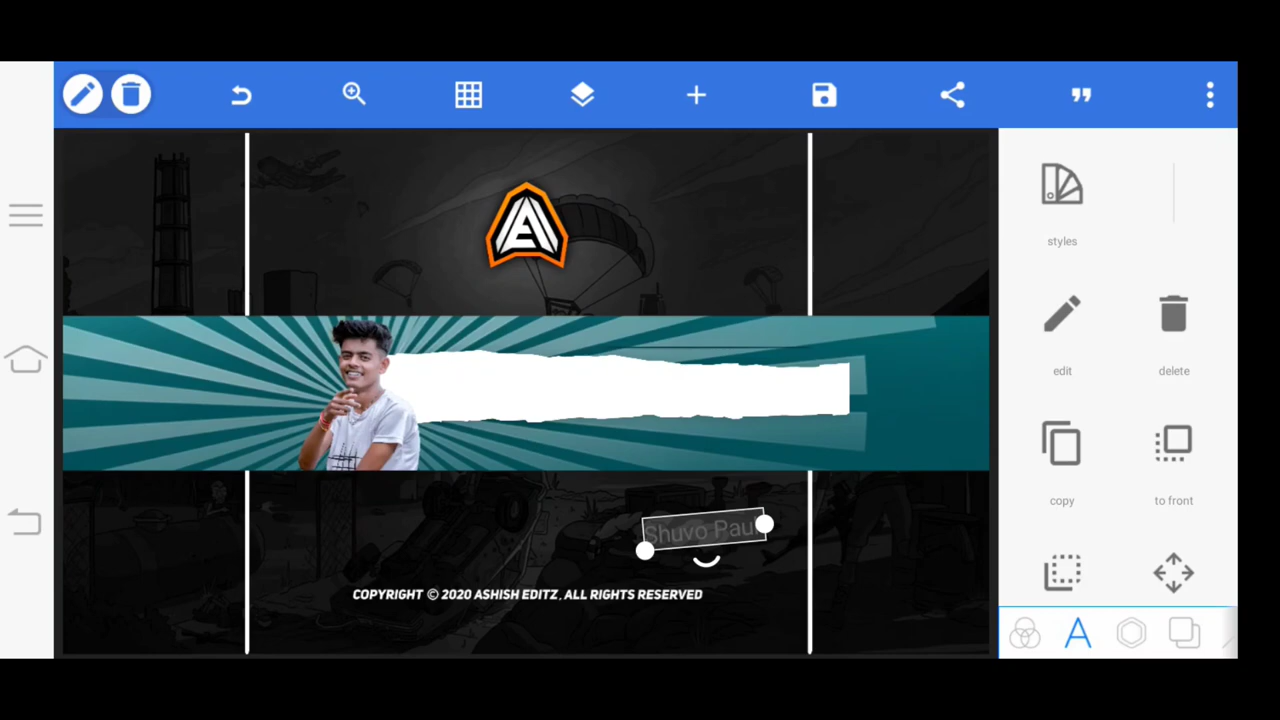 styles
edit
delete
copy
to front
Shuvo Paul
COPYRIGHT © 2020 ASHISH EDITZ, ALL RIGHTS RESERVED